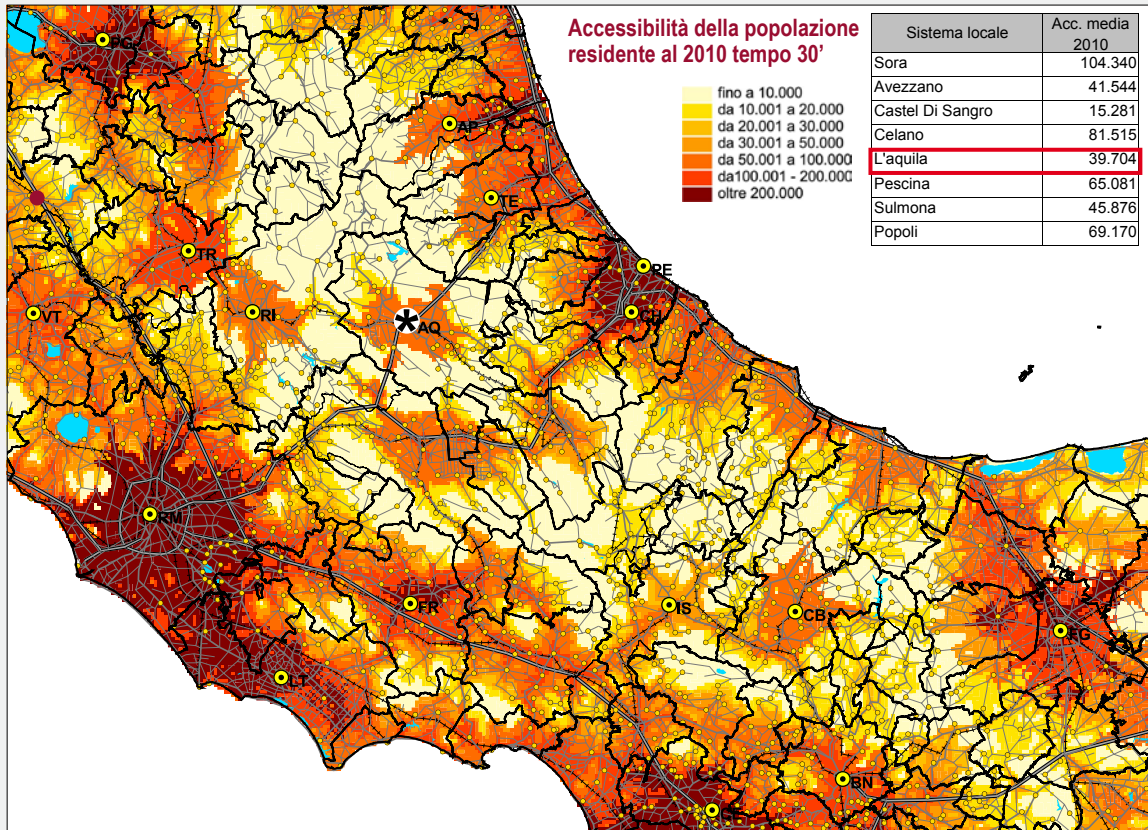 Accessibilità della popolazione
residente al 2010 tempo 30’
fino a 10.000
da 10.001 a 20.000
da 20.001 a 30.000
da 30.001 a 50.000
da 50.001 a 100.000
da100.001 - 200.000
oltre 200.000
Sistema locale Acc. media
2010
Sora 104.340
Avezzano 41.544
Castel Di Sangro 15.281
Celano 81.515
L'aquila 39.704
Pescina 65.081
Sulmona 45.876
Popoli 69.170
PG
AP
TE
TR
PE
VT
RI
CH
*AQ
RM
FR
IS
CB
FG
LT
BN